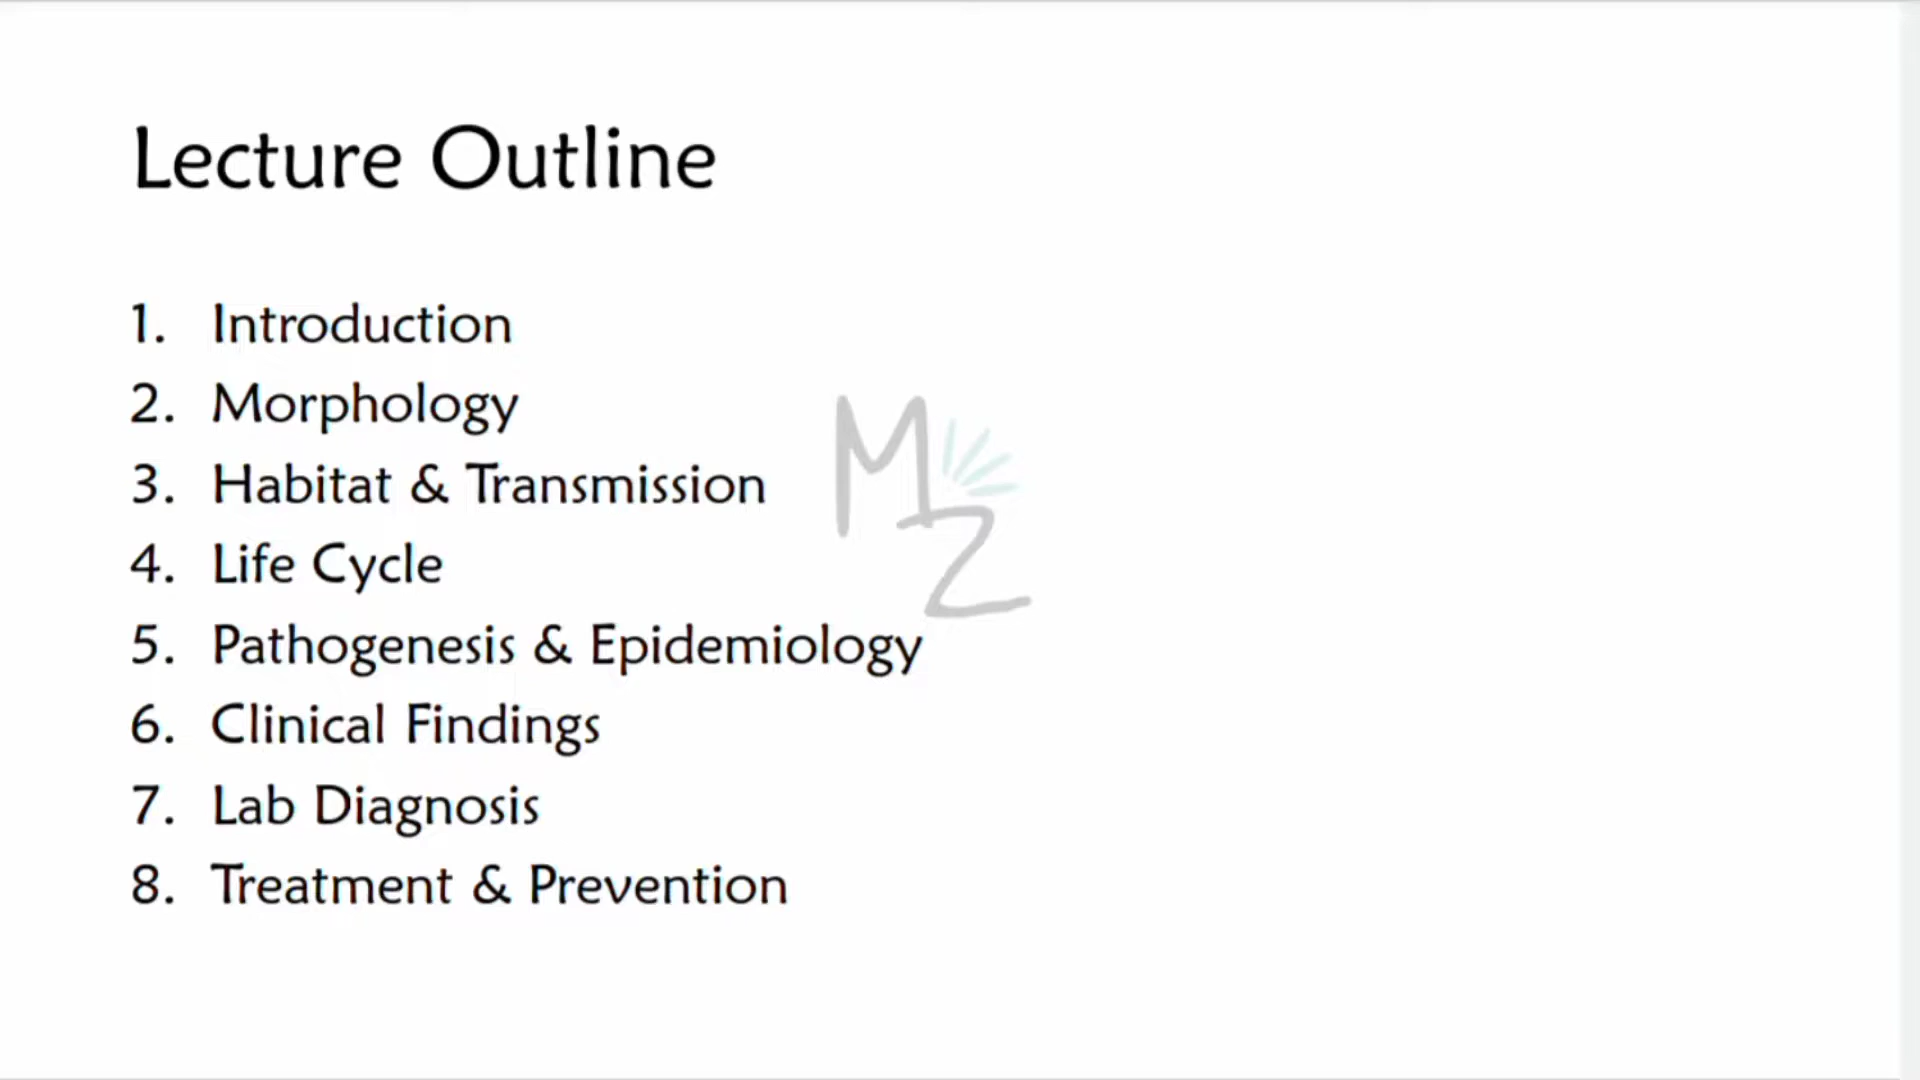 Lecture Outline
1. Introduction
2. Morphology
3. Habitat & Transmission
4. Life Cycle
5. Pathogenesis & Epidemiology
6. Clinical Findings
7. Lab Diagnosis
8. Treatment & Prevention
MZ